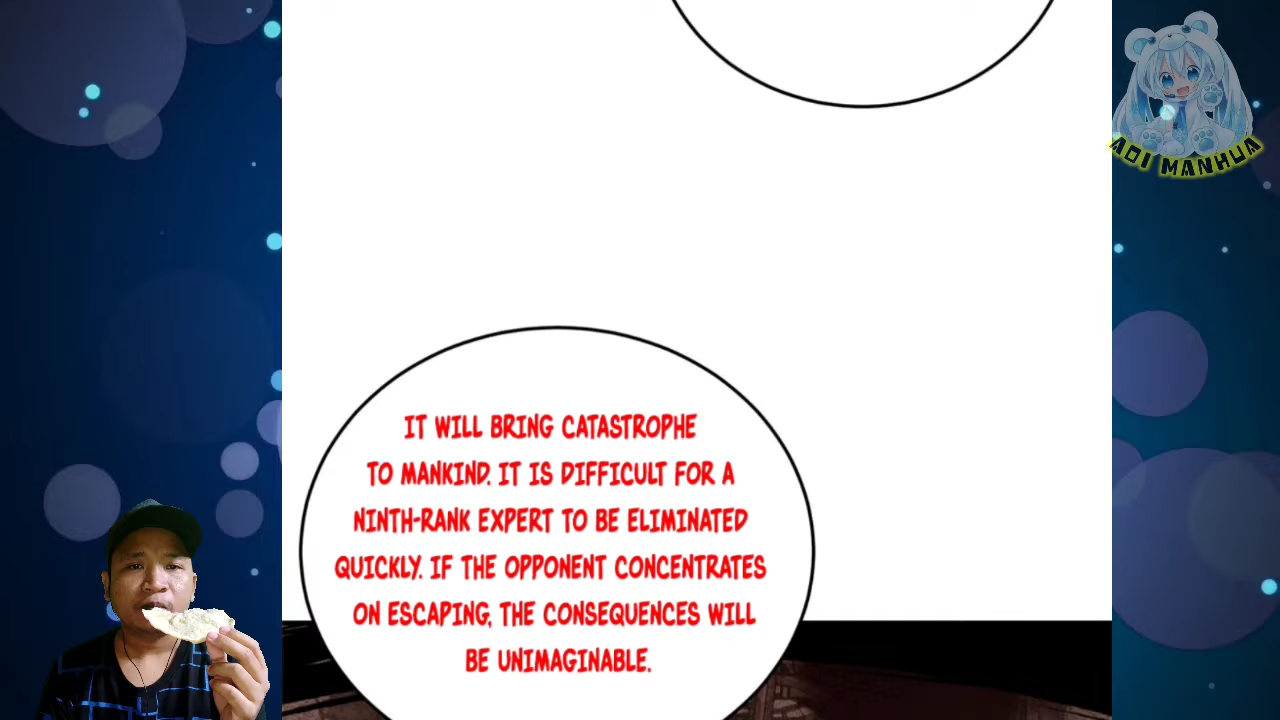 AOI MANHUA
IT WILL BRING CATASTROPHE
TO MANKIND. IT IS DIFFICULT FOR A
NINTH-RANK EXPERT TO BE ELIMINATED
QUICKLY. IF THE OPPONENT CONCENTRATES
ON ESCAPING, THE CONSEQUENCES WILL
BE UNIMAGINABLE.